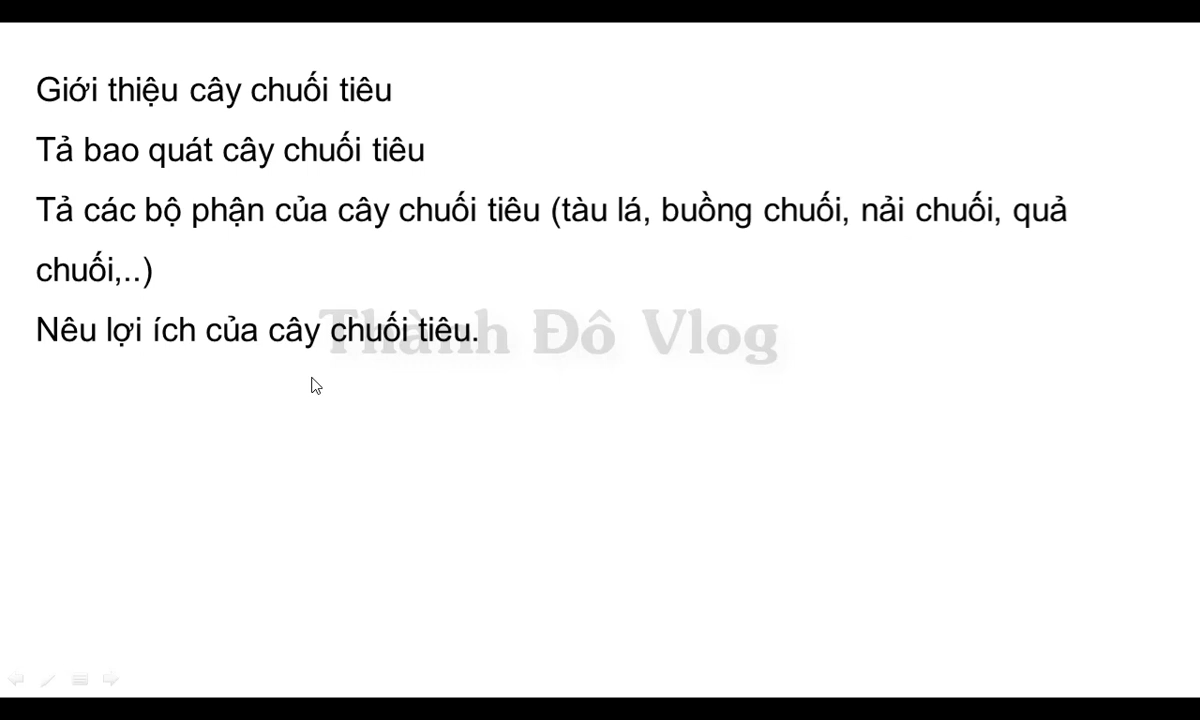 Giới thiệu cây chuối tiêu
Tả bao quát cây chuối tiêu
Tả các bộ phận của cây chuối tiêu (tàu lá, buồng chuối, nải chuối, quả
chuối,..)
Nêu lợi ích của cây chuối tiêu.
Thành Đô Vlog